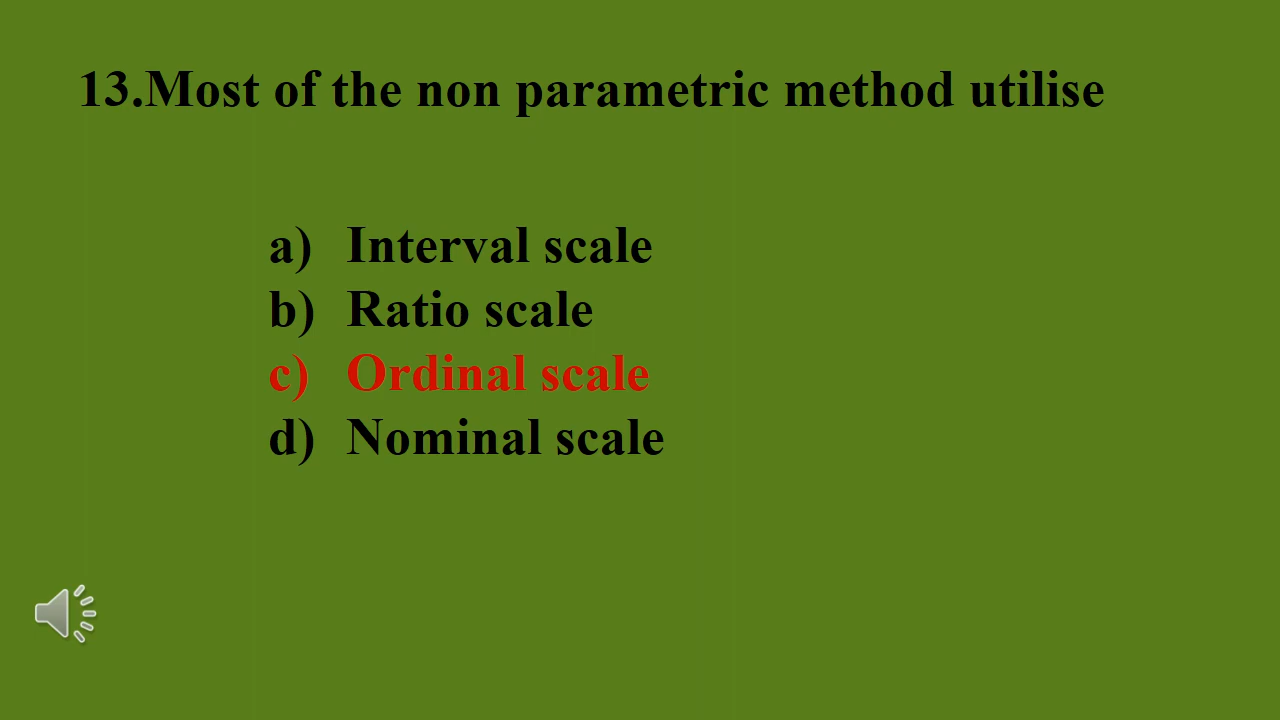 13.Most of the non parametric method utilise
a) Interval scale
b) Ratio scale
c) Ordinal scale
d) Nominal scale